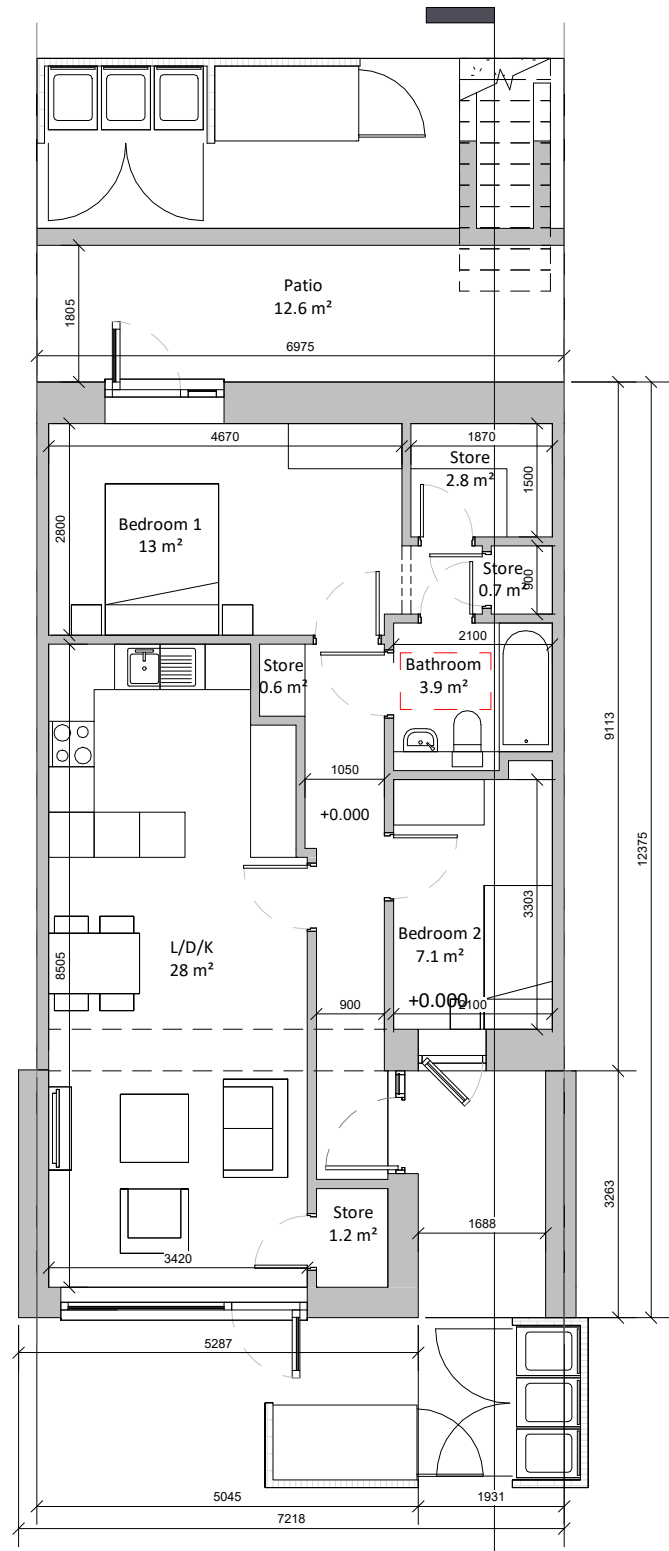 Patio
12.6 m²
1805
6975
4670
1870
Store
2.8 m²
1500
2800
Bedroom 1
13 m²
Store
0.7 m²
900
2100
Store
0.6 m²
Bathroom
3.9 m²
9113
1050
+0.000
12375
3303
L/D/K
28 m²
Bedroom 2
7.1 m²
8505
900
+0.000
2100
3263
Store
1.2 m²
1688
3420
5287
5045
1931
7218